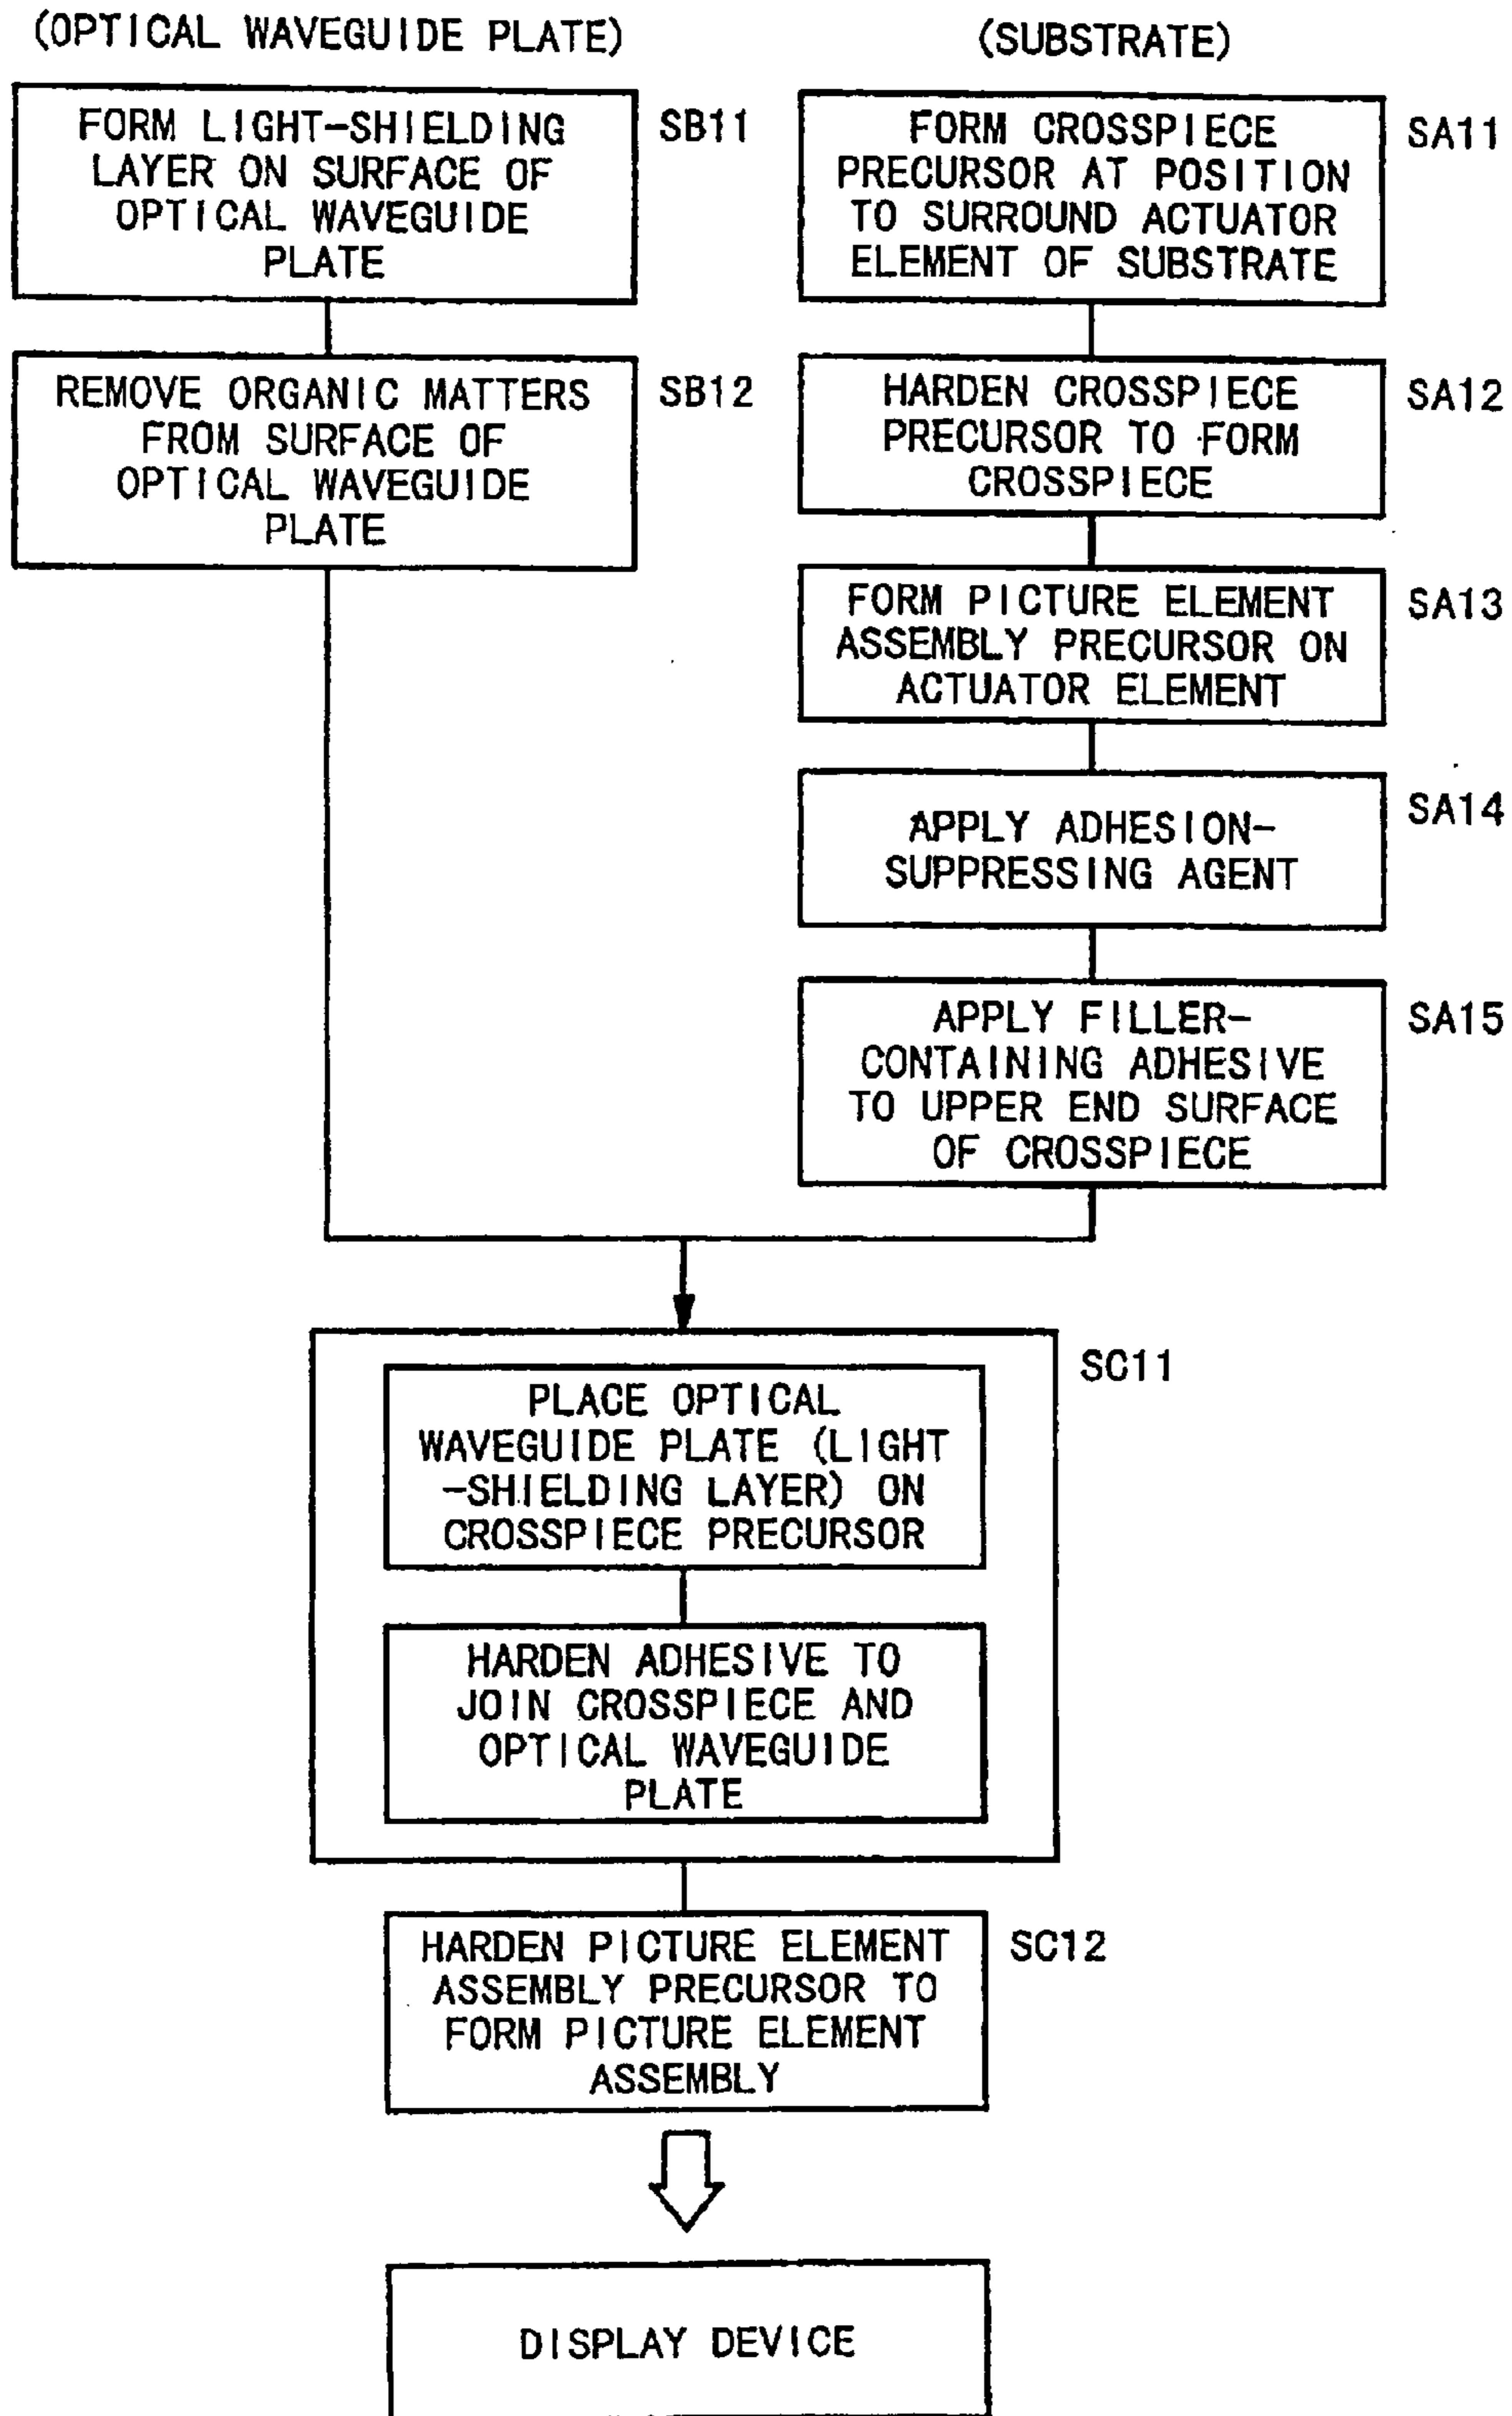 (OPTICAL WAVEGUIDE PLATE)
FORM LIGHT-SHIELDING
LAYER ON SURFACE OF
OPTICAL WAVEGUIDE
PLATE
SB11
REMOVE ORGANIC MATTERS
FROM SURFACE OF
OPTICAL WAVEGUIDE
PLATE
SB12
(SUBSTRATE)
FORM CROSSPIECE
PRECURSOR AT POSITION
TO SURROUND ACTUATOR
ELEMENT OF SUBSTRATE
SA11
HARDEN CROSSPIECE
PRECURSOR TO FORM
CROSSPIECE
SA12
FORM PICTURE ELEMENT
ASSEMBLY PRECURSOR ON
ACTUATOR ELEMENT
SA13
APPLY ADHESION-
SUPPRESSING AGENT
SA14
APPLY FILLER-
CONTAINING ADHESIVE
TO UPPER END SURFACE
OF CROSSPIECE
SA15
SC11
PLACE OPTICAL
WAVEGUIDE PLATE (LIGHT
-SHIELDING LAYER) ON
CROSSPIECE PRECURSOR
HARDEN ADHESIVE TO
JOIN CROSSPIECE AND
OPTICAL WAVEGUIDE
PLATE
HARDEN PICTURE ELEMENT
ASSEMBLY PRECURSOR TO
FORM PICTURE ELEMENT
ASSEMBLY
SC12
DISPLAY DEVICE